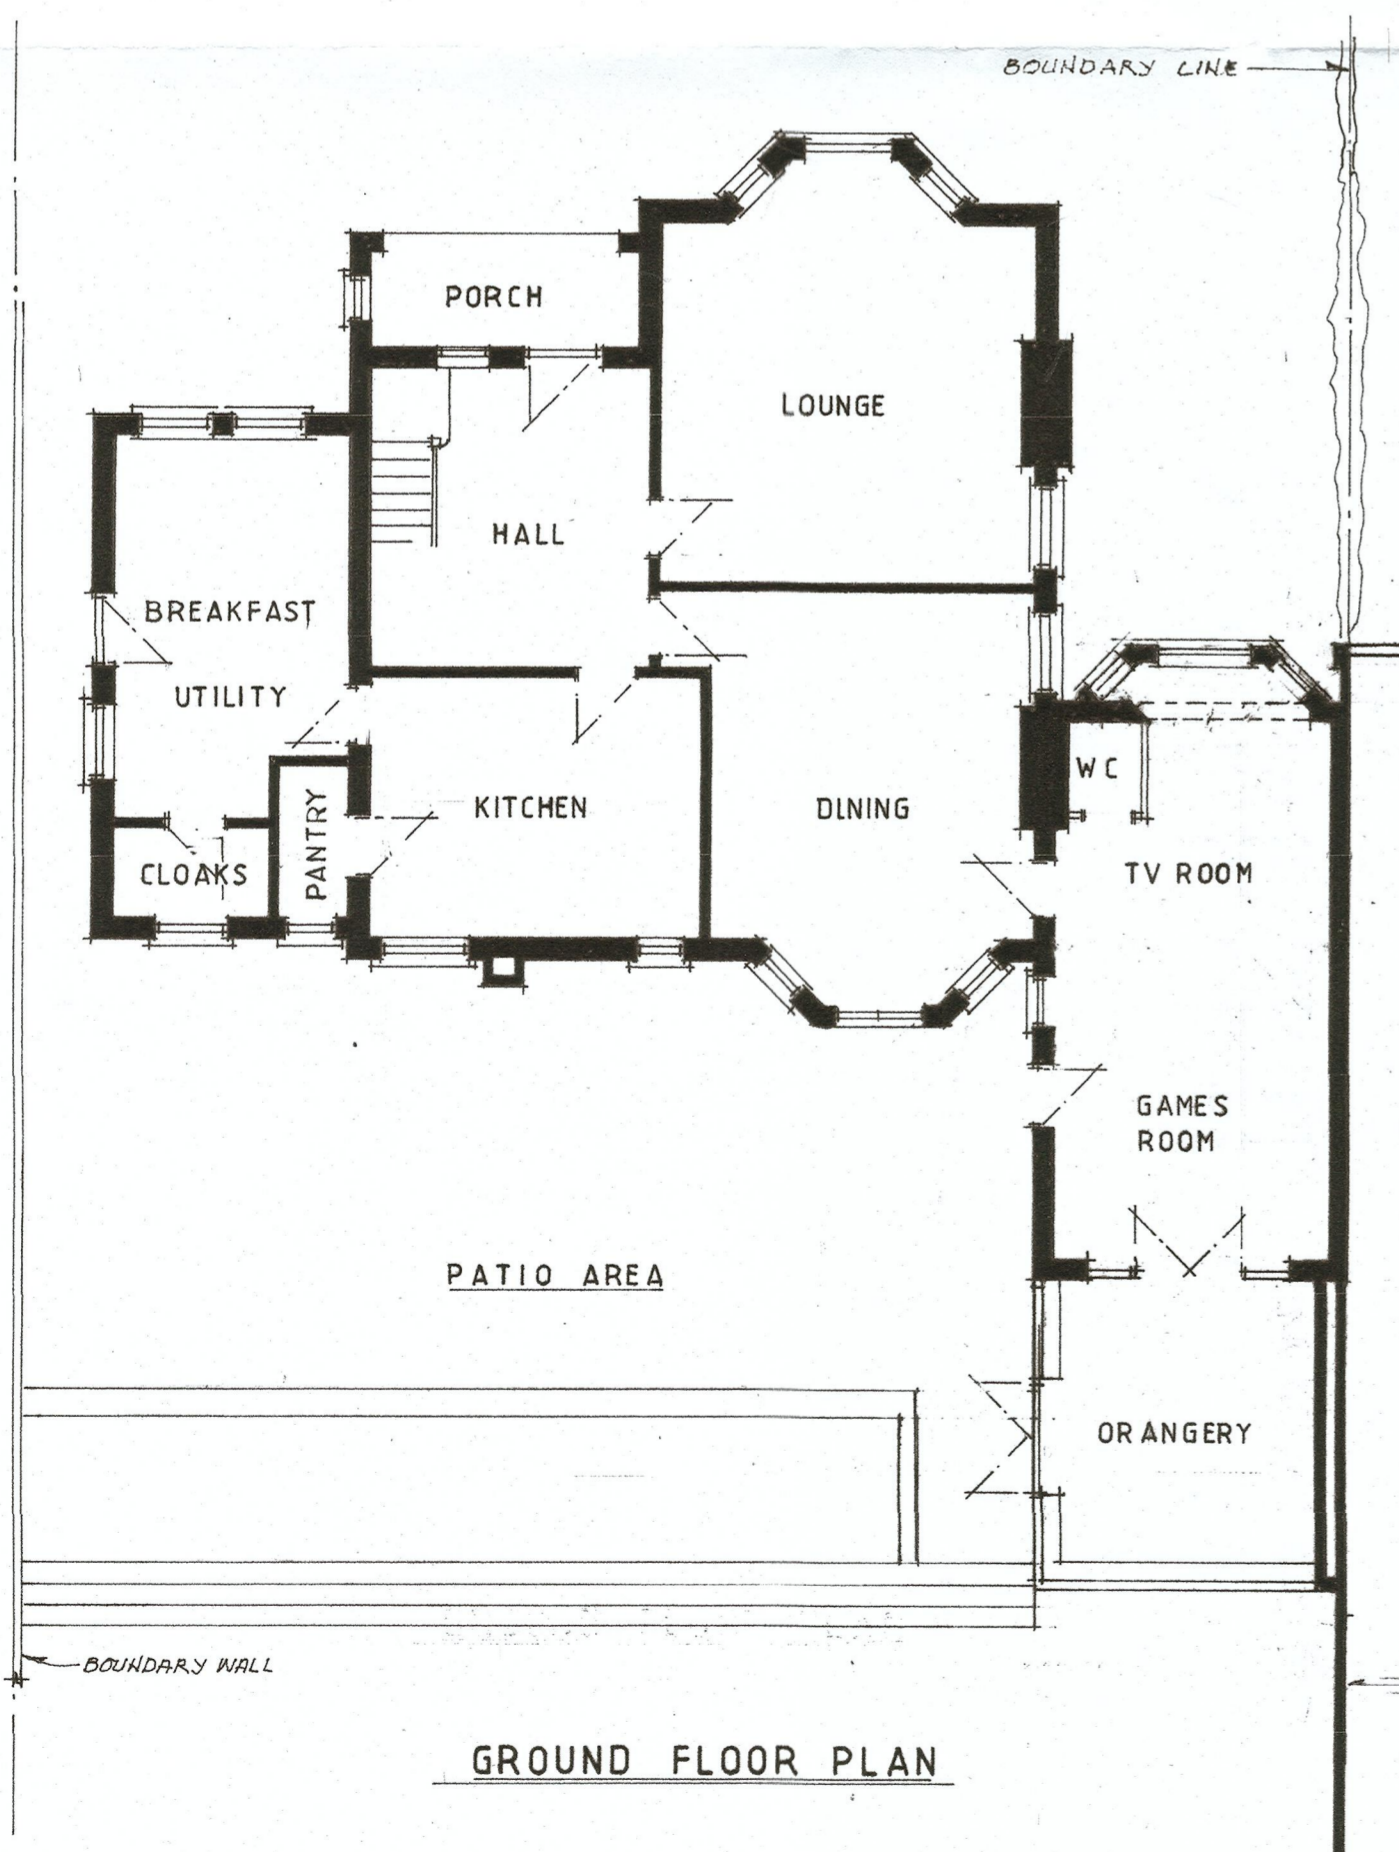 BOUNDARY LINE
PORCH
LOUNGE
HALL
BREAKFAST
UTILITY
KITCHEN
PANTRY
CLOAKS
DINING
WC
TV ROOM
GAMES
ROOM
PATIO AREA
ORANGERY
BOUNDARY WALL
GROUND FLOOR PLAN